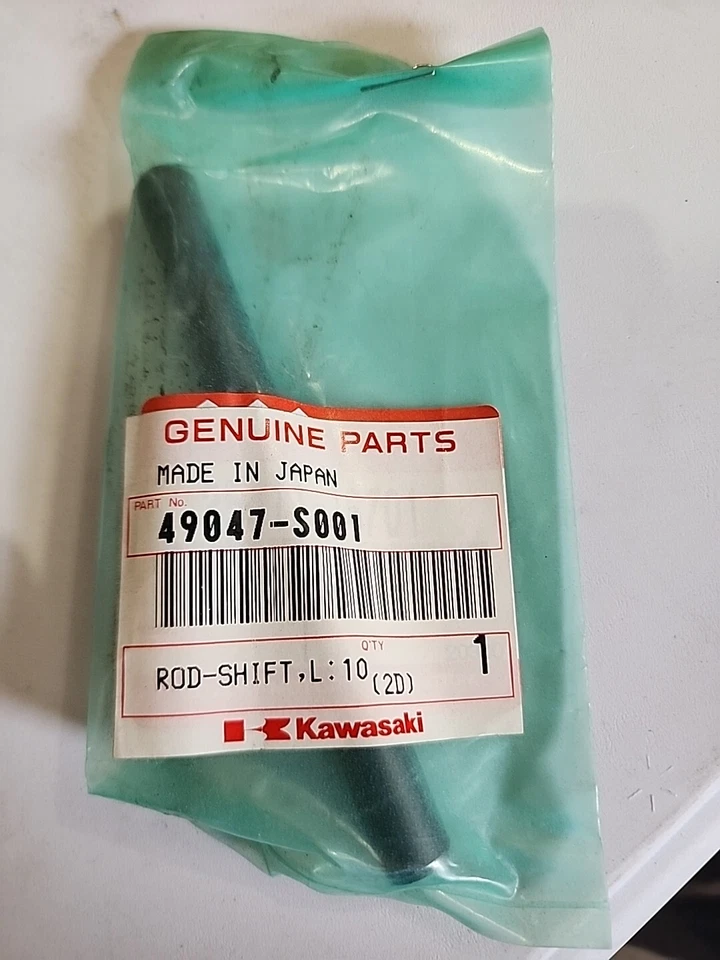 GENUINE PARTS
MADE IN JAPAN
PART No.
49047-S001
Q'TY
ROD-SHIFT,L:10(2D) 1
Kawasaki